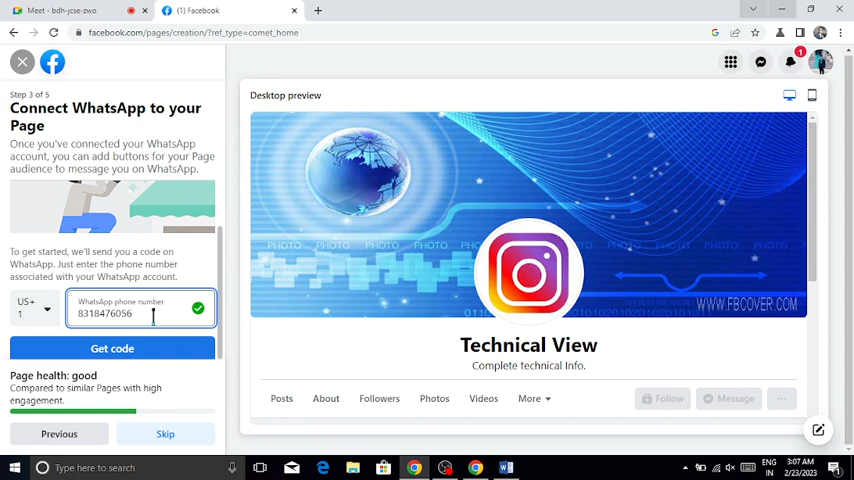 Meet - bdh-jcse-zwo
(1) Facebook
facebook.com/pages/creation/?ref_type=comet_home
1
Step 3 of 5
Connect WhatsApp to your
Page
Once you've connected your WhatsApp
account, you can add buttons for your Page
audience to message you on WhatsApp.
To get started, we'll send you a code on
WhatsApp. Just enter the phone number
associated with your WhatsApp account.
US+
1
WhatsApp phone number
8318476056
Get code
Page health: good
Compared to similar Pages with high
engagement.
Previous
Skip
Desktop preview
PHOTO PHOTO PHOTO PHOTO PHOTO PHOTO PHOTO
WWW.FBCOVER.COM
Technical View
Complete technical Info.
Posts
About
Followers
Photos
Videos
More
Follow
Message
Type here to search
ENG
IN
3:07 AM
2/23/2023